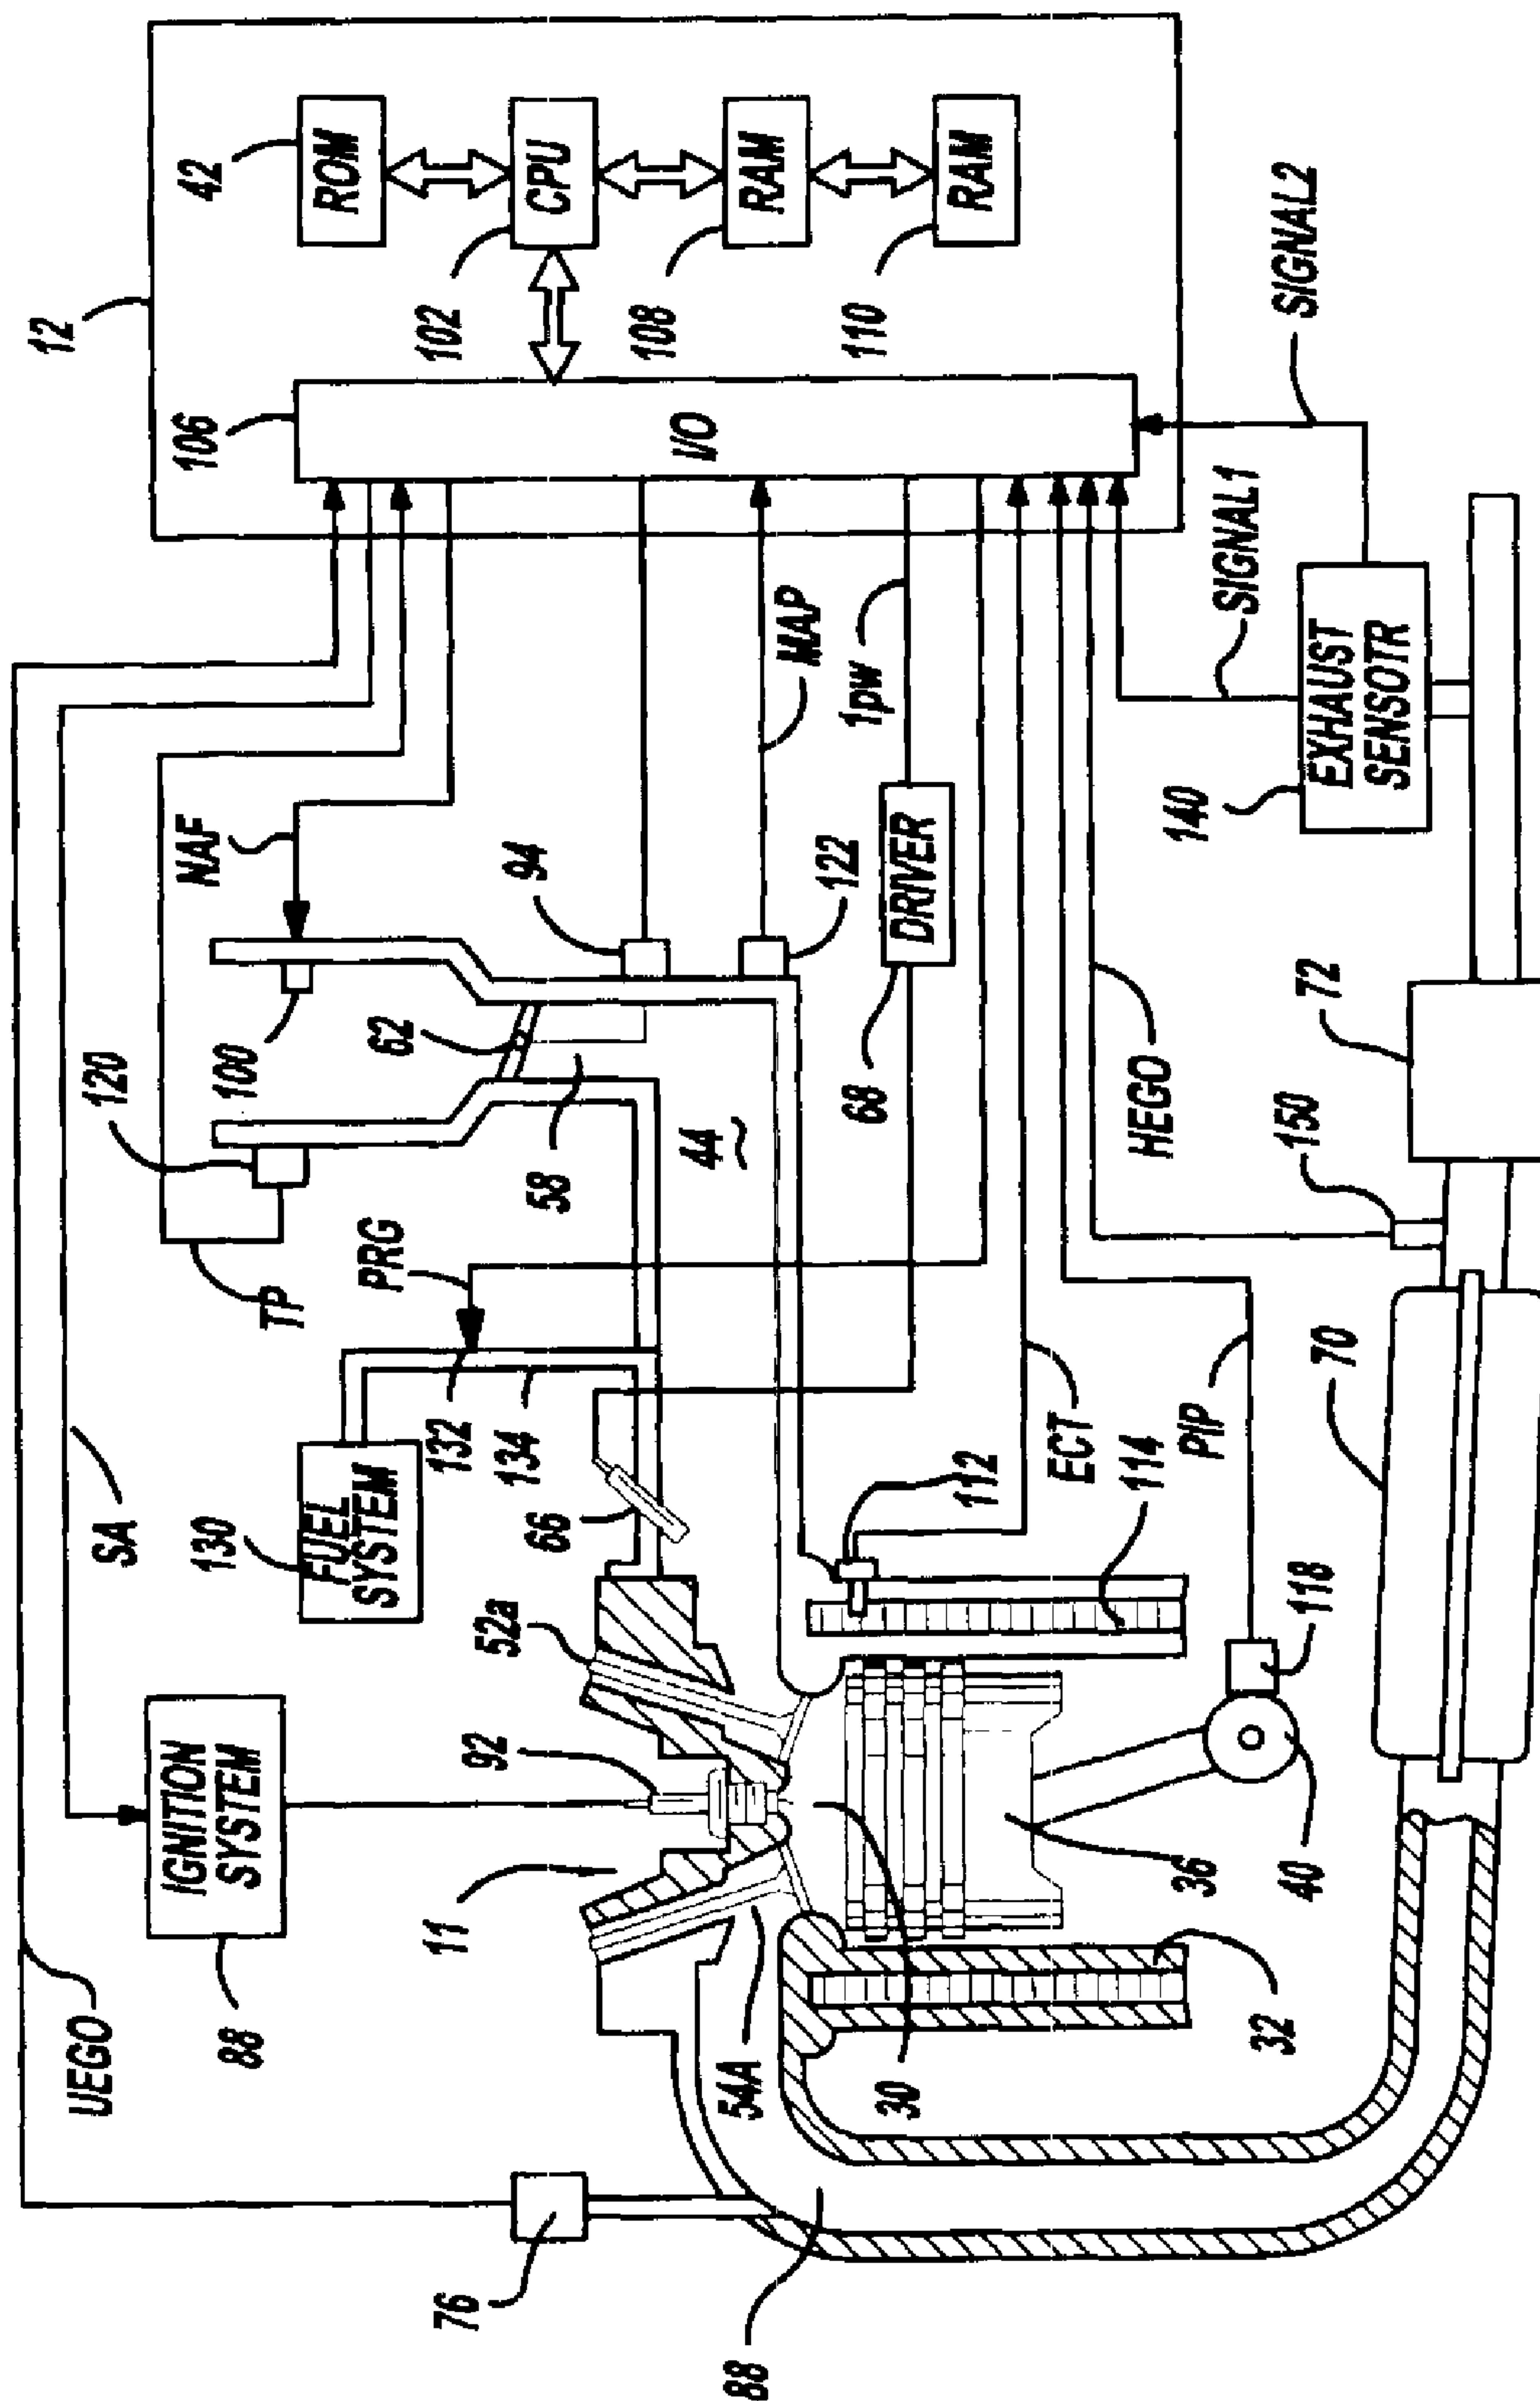 12
UEGO
SA
TP
120
NAF
106
42
88
IGNITION
SYSTEM
130
FUEL
SYSTEM
PRG
100
ROM
76
11
92
52a
132
134
66
62
58
94
102
CPU
I/O
108
RAM
110
RAM
88
54A
44
MAP
122
1pw
DRIVER
68
30
112
ECT
114
HEGO
PIP
36
32
40
118
SIGNAL1
SIGNAL2
140
EXHAUST
SENSOTR
150
72
70